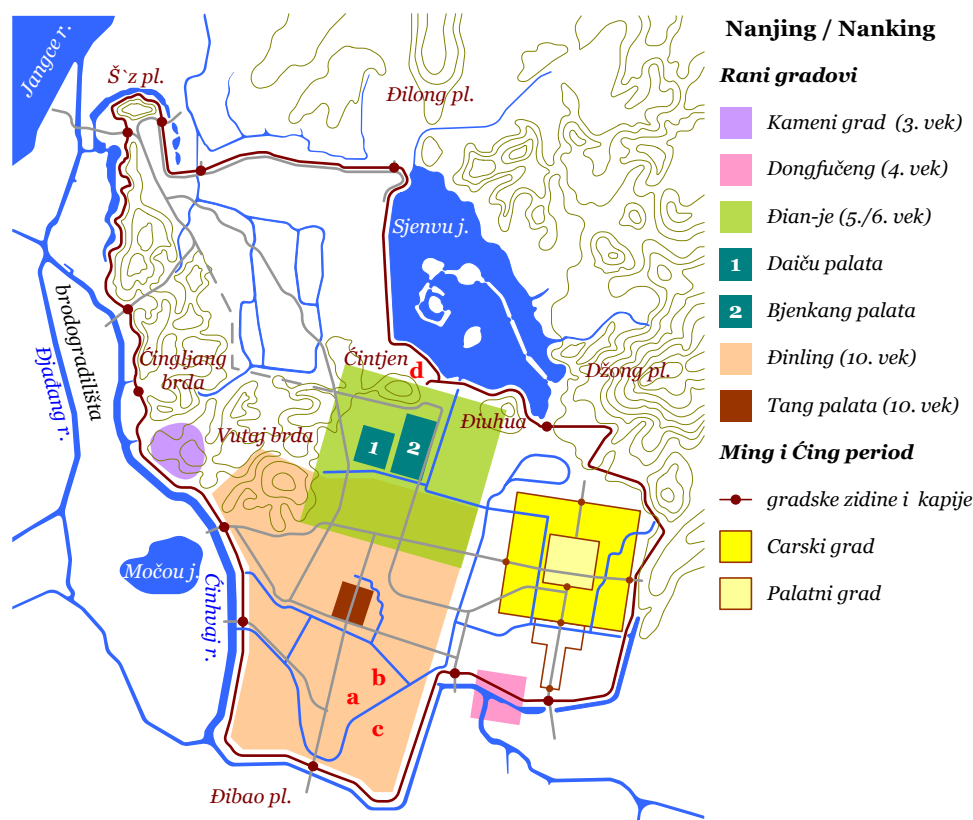 Nanjing / Nanking
Rani gradovi
Kameni grad (3. vek)
Dongfučeng (4. vek)
Đian-je (5./6. vek)
1 Daiču palata
2 Bjenkang palata
Đinling (10. vek)
Tang palata (10. vek)
Ming i Ćing period
gradske zidine i kapije
Carski grad
Palatni grad
Jangce r.
Š`z pl.
Đilong pl.
Sjenvu j.
brodogradilišta
Djađang r.
Ćingljang
brda
Ćintjen
d
Džong pl.
Vutaj brda
Điuhua
1
2
Močou j.
Ćinhvaj r.
b
a
c
Đibao pl.